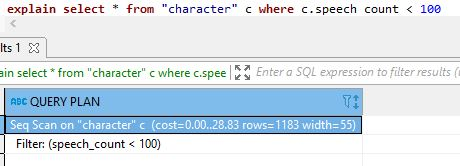 explain select * from "character" c where c.speech_count < 100
lts 1
ain select * from "character" c where c.spee
Enter a SQL expression to filter results (
ABC QUERY PLAN
Seq Scan on "character" c (cost=0.00..28.83 rows=1183 width=55)
Filter: (speech_count < 100)